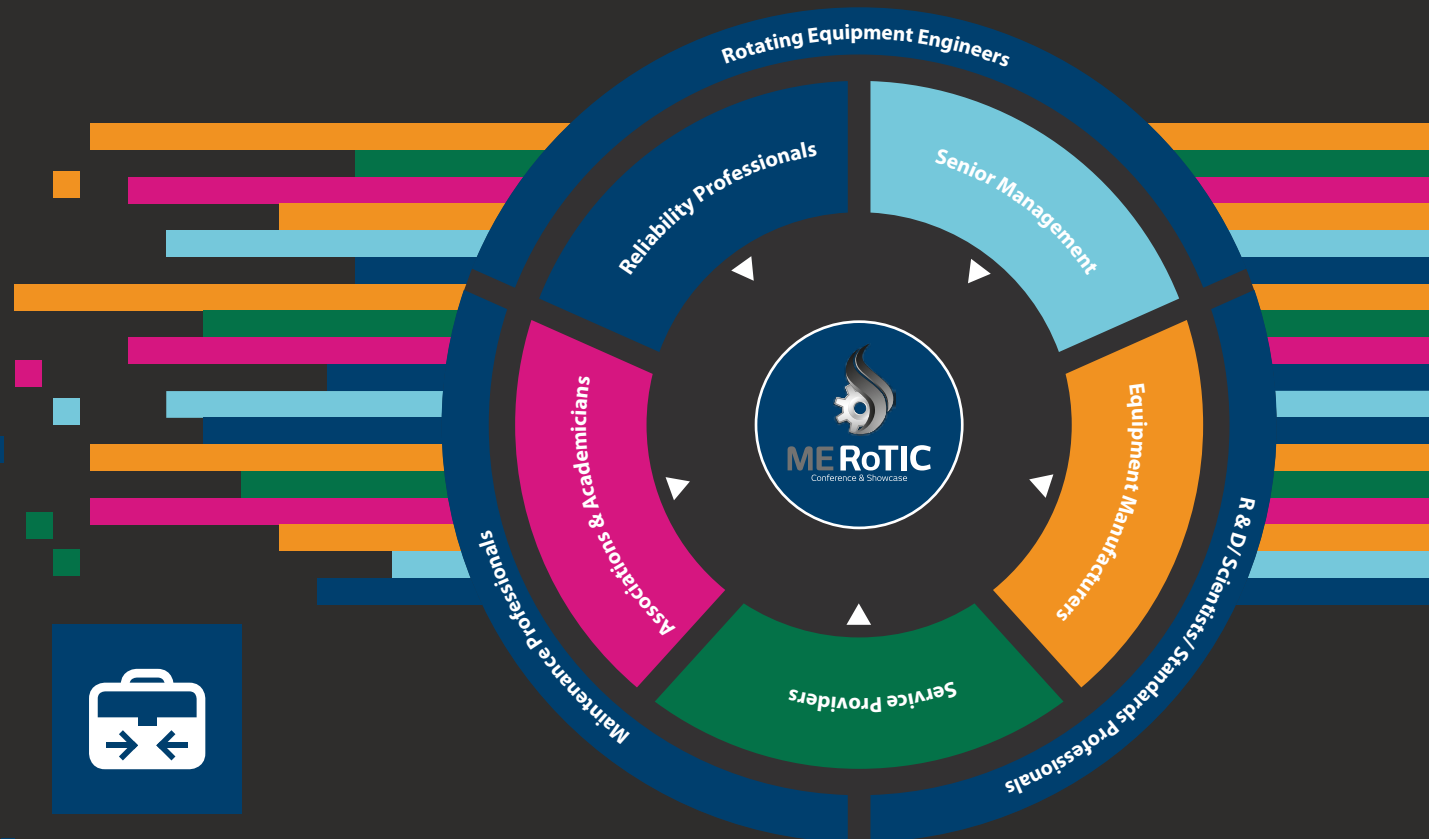 Rotating Equipment Engineers
Reliability Professionals
Senior Management
Associations & Academicians
Equipment Manufacturers
ME RoTIC
Conference & Showcase
Service Providers
Maintenance Professionals
R & D/ Scientists/ Standards Professionals